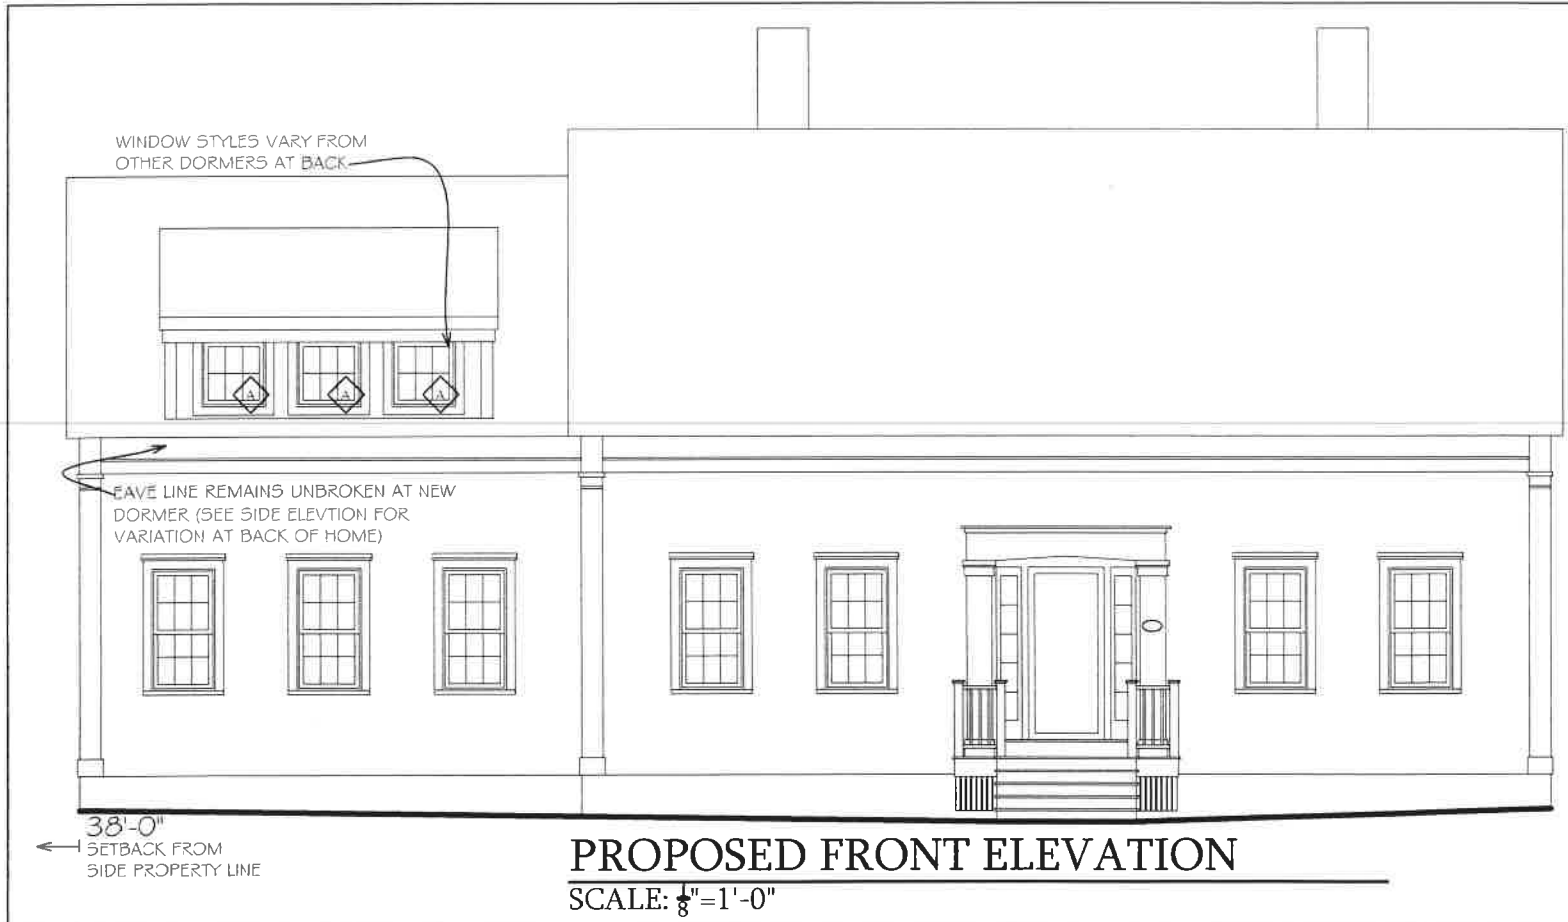 WINDOW STYLES VARY FROM
OTHER DORMERS AT BACK
A A A
EAVE LINE REMAINS UNBROKEN AT NEW
DORMER (SEE SIDE ELEVTION FOR
VARIATION AT BACK OF HOME)
38'-0"
SETBACK FROM
SIDE PROPERTY LINE
PROPOSED FRONT ELEVATION
SCALE: 1/8"=1'-0"